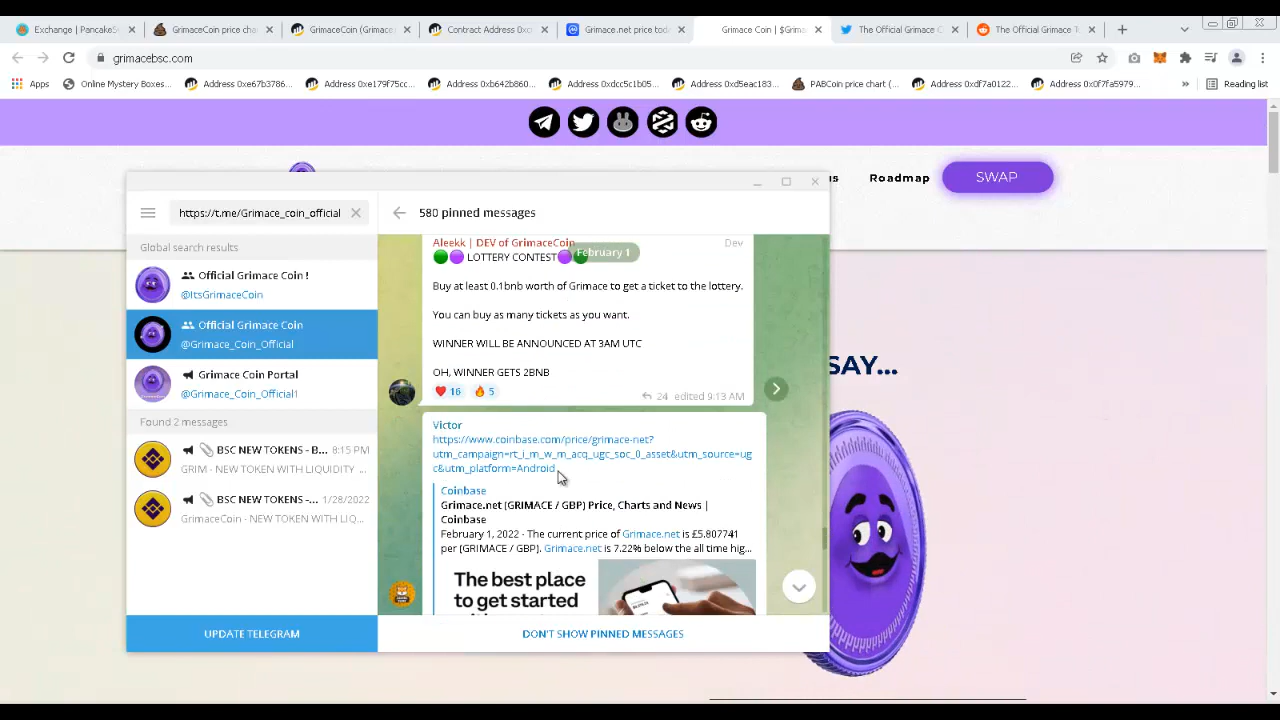 Exchange | PancakeS
GrimaceCoin price cha
GrimaceCoin (Grimace)
Contract Address 0xcf
Grimace.net price toda
Grimace Coin | $Grima
The Official Grimace C
The Official Grimace T
grimacebsc.com
Apps
Online Mystery Boxes...
Address 0xe67b3786...
Address 0xe179f75cc...
Address 0xb642b860...
Address 0xdcc5c1b05...
Address 0xd5eac183...
PABCoin price chart (...
Address 0xdf7a0122...
Address 0x0f7fa5979...
»
Reading list
us
Roadmap
SWAP
https://t.me/Grimace_coin_official
580 pinned messages
Global search results
Official Grimace Coin !
@ItsGrimaceCoin
Official Grimace Coin
@Grimace_Coin_Official
Grimace Coin Portal
@Grimace_Coin_Official1
Found 2 messages
BSC NEW TOKENS - B... 8:15 PM
GRIM - NEW TOKEN WITH LIQUIDITY ...
BSC NEW TOKENS -... 1/28/2022
GrimaceCoin - NEW TOKEN WITH LIQ...
UPDATE TELEGRAM
Aleekk | DEV of GrimaceCoin Dev
February 1
LOTTERY CONTEST
Buy at least 0.1bnb worth of Grimace to get a ticket to the lottery.
You can buy as many tickets as you want.
WINNER WILL BE ANNOUNCED AT 3AM UTC
OH, WINNER GETS 2BNB
16 5
24 edited 9:13 AM
Victor
https://www.coinbase.com/price/grimace-net?
utm_campaign=rt_i_m_w_m_acq_ugc_soc_0_asset&utm_source=ug
c&utm_platform=Android
Coinbase
Grimace.net (GRIMACE / GBP) Price, Charts and News |
Coinbase
February 1, 2022 - The current price of Grimace.net is £5.807741
per (GRIMACE / GBP). Grimace.net is 7.22% below the all time hig...
The best place
to get started
DON'T SHOW PINNED MESSAGES
SAY...